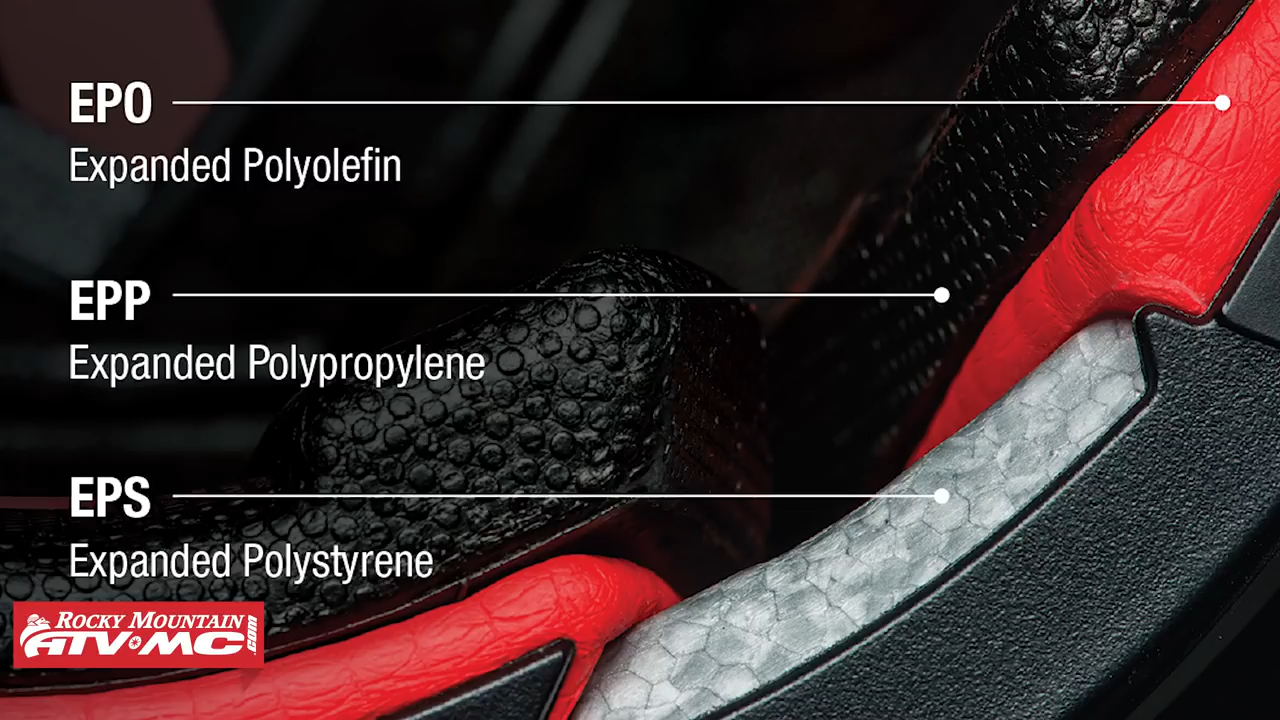 EPO
Expanded Polyolefin
EPP
Expanded Polypropylene
EPS
Expanded Polystyrene
ROCKY MOUNTAIN
ATV MC.COM